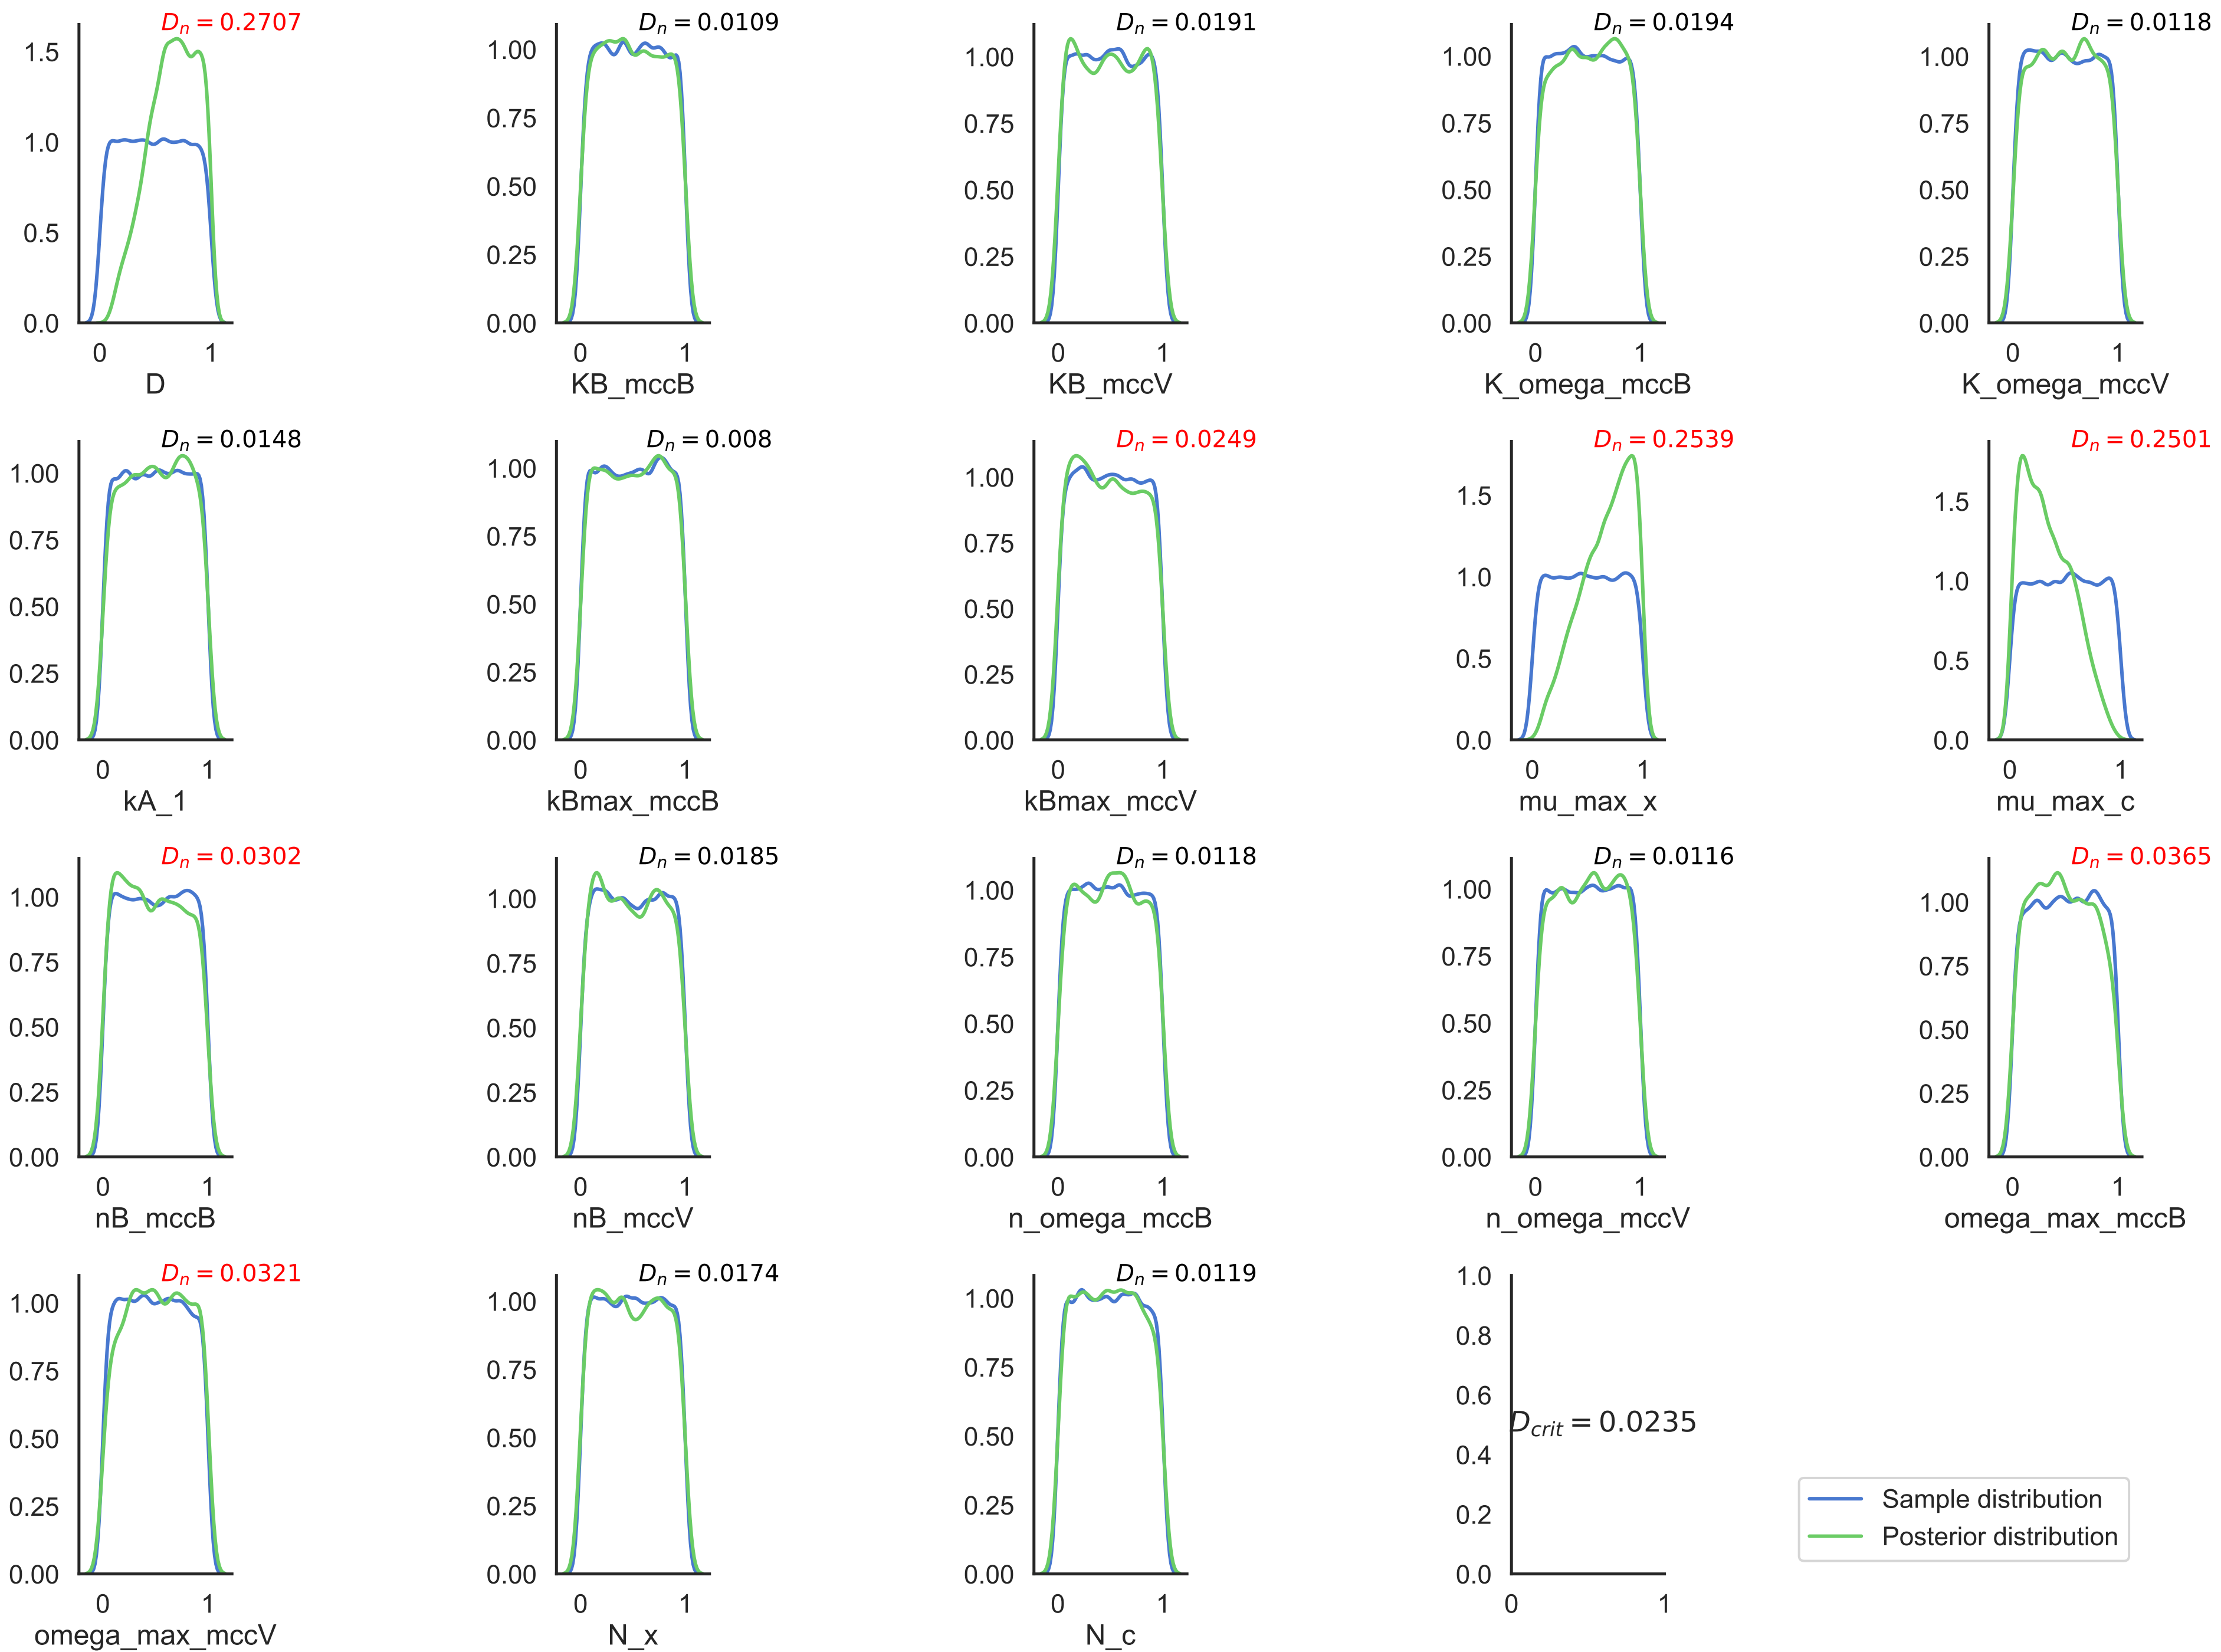 D_n = 0.2707
1.5
1.0
0.5
0.0
0 1
D
D_n = 0.0109
1.00
0.75
0.50
0.25
0.00
0 1
KB_mccB
D_n = 0.0191
1.00
0.75
0.50
0.25
0.00
0 1
KB_mccV
D_n = 0.0194
1.00
0.75
0.50
0.25
0.00
0 1
K_omega_mccB
D_n = 0.0118
1.00
0.75
0.50
0.25
0.00
0 1
K_omega_mccV
D_n = 0.0148
1.00
0.75
0.50
0.25
0.00
0 1
kA_1
D_n = 0.008
1.00
0.75
0.50
0.25
0.00
0 1
kBmax_mccB
D_n = 0.0249
1.00
0.75
0.50
0.25
0.00
0 1
kBmax_mccV
D_n = 0.2539
1.5
1.0
0.5
0.0
0 1
mu_max_x
D_n = 0.2501
1.5
1.0
0.5
0.0
0 1
mu_max_c
D_n = 0.0302
1.00
0.75
0.50
0.25
0.00
0 1
nB_mccB
D_n = 0.0185
1.00
0.75
0.50
0.25
0.00
0 1
nB_mccV
D_n = 0.0118
1.00
0.75
0.50
0.25
0.00
0 1
n_omega_mccB
D_n = 0.0116
1.00
0.75
0.50
0.25
0.00
0 1
n_omega_mccV
D_n = 0.0365
1.00
0.75
0.50
0.25
0.00
0 1
omega_max_mccB
D_n = 0.0321
1.00
0.75
0.50
0.25
0.00
0 1
omega_max_mccV
D_n = 0.0174
1.00
0.75
0.50
0.25
0.00
0 1
N_x
D_n = 0.0119
1.00
0.75
0.50
0.25
0.00
0 1
N_c
1.0
0.8
0.6
D_crit = 0.0235
0.4
0.2
0.0
0 1
Sample distribution
Posterior distribution